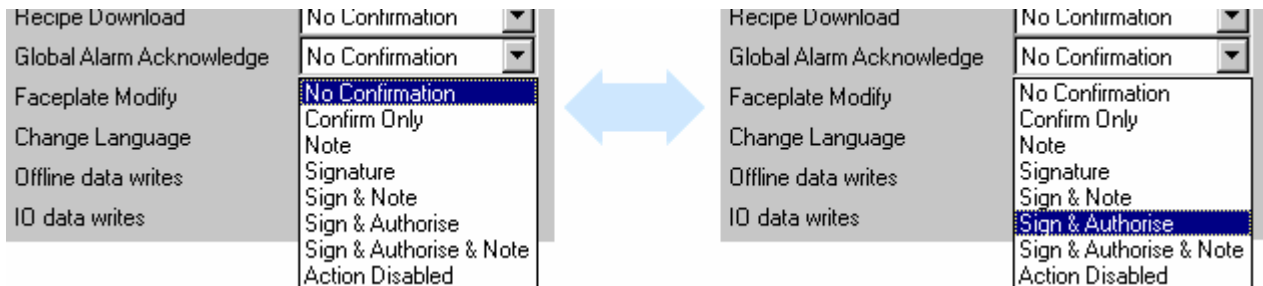 Recipe Download No Confirmation
Global Alarm Acknowledge No Confirmation
Faceplate Modify
Change Language
Offline data writes
IO data writes
No Confirmation
Confirm Only
Note
Signature
Sign & Note
Sign & Authorise
Sign & Authorise & Note
Action Disabled
Recipe Download No Confirmation
Global Alarm Acknowledge No Confirmation
Faceplate Modify
Change Language
Offline data writes
IO data writes
No Confirmation
Confirm Only
Note
Signature
Sign & Note
Sign & Authorise
Sign & Authorise & Note
Action Disabled